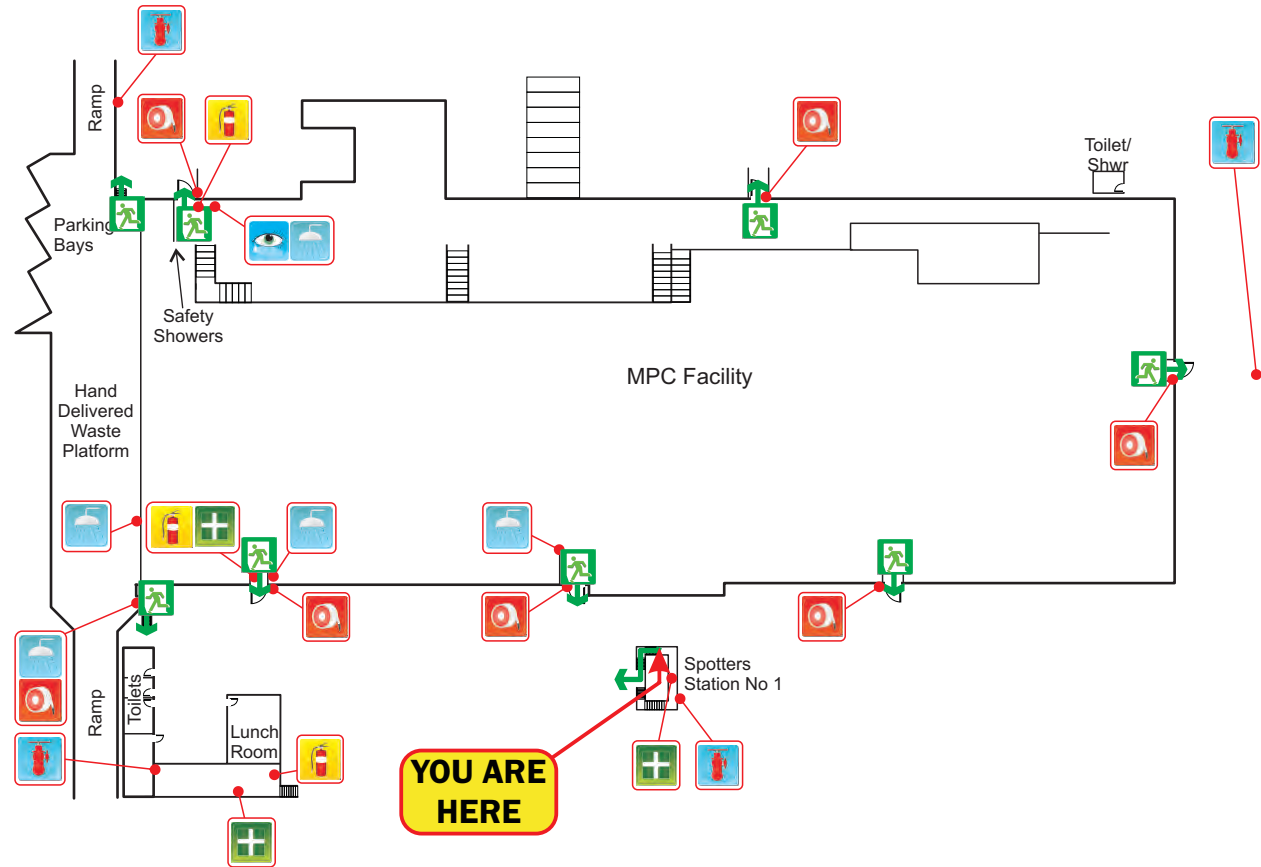 Ramp
Toilet/
Shwr
Parking
Bays
Safety
Showers
MPC Facility
Hand
Delivered
Waste
Platform
Spotters
Station No 1
Toilets
Ramp
Lunch
Room
YOU ARE
HERE